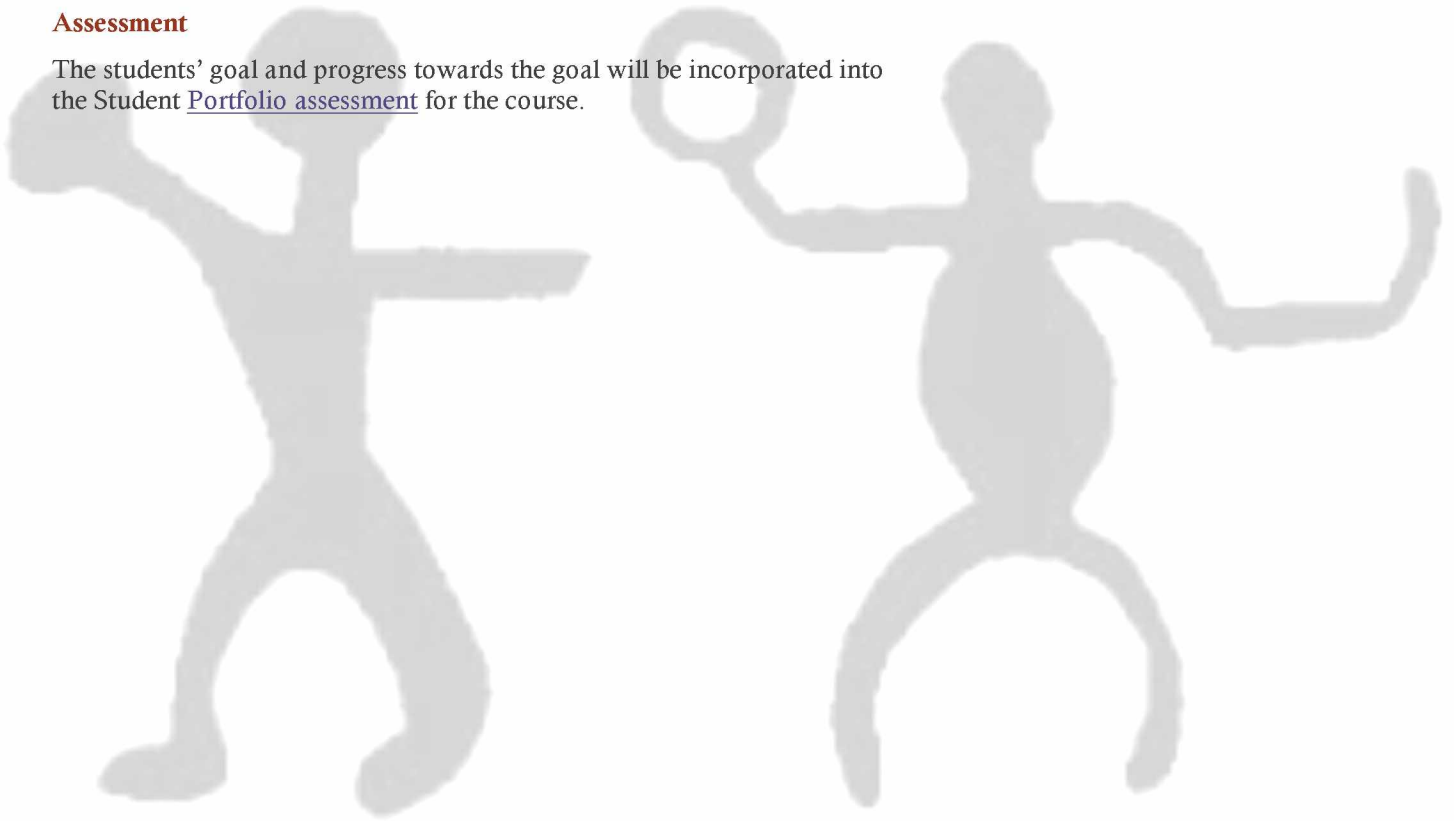 Assessment
The students’ goal and progress towards the goal will be incorporated into
the Student Portfolio assessment for the course.